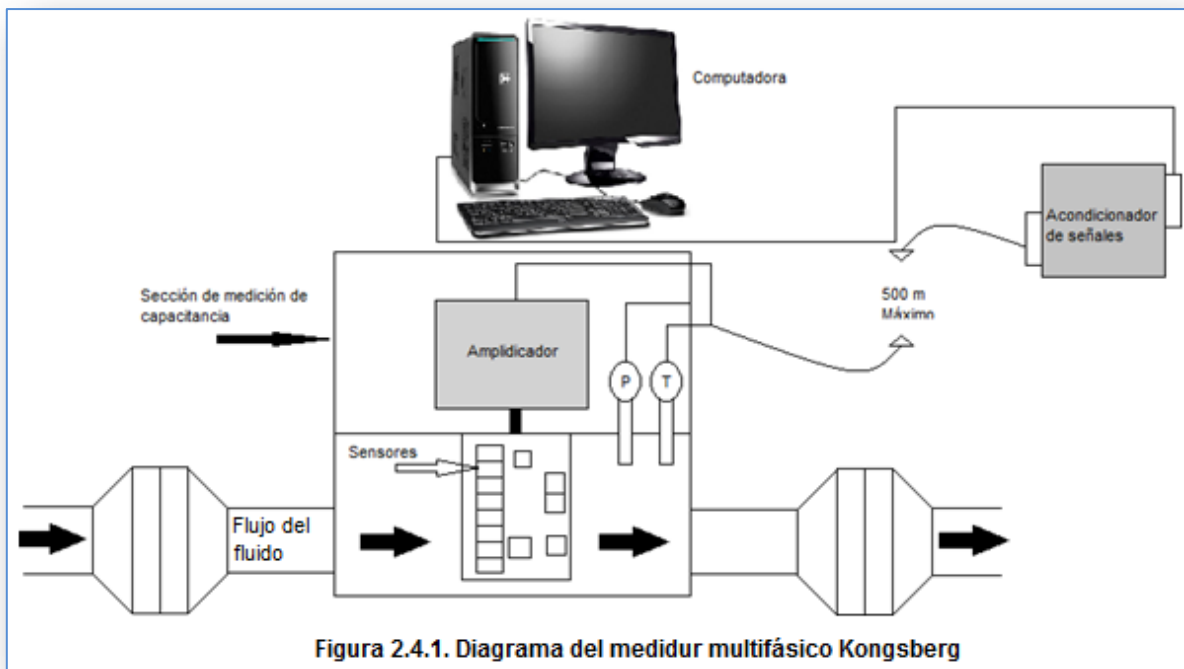 Computadora
Acondicionador
de señales
Sección de medición de
capacitancia
500 m
Máximo
Amplidicador
P
T
Sensores
Flujo del
fluido
Figura 2.4.1. Diagrama del medidur multifásico Kongsberg